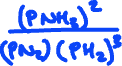 (PNH₃)²
(PN₂) (PH₂)³